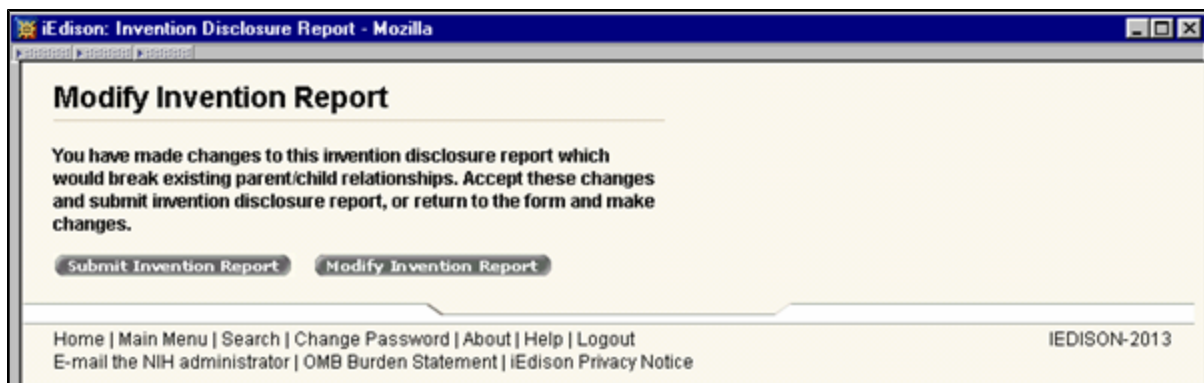 iEdison: Invention Disclosure Report - Mozilla
Modify Invention Report
You have made changes to this invention disclosure report which
would break existing parent/child relationships. Accept these changes
and submit invention disclosure report, or return to the form and make
changes.
Submit Invention Report Modify Invention Report
Home | Main Menu | Search | Change Password | About | Help | Logout IEDISON-2013
E-mail the NIH administrator | OMB Burden Statement | iEdison Privacy Notice